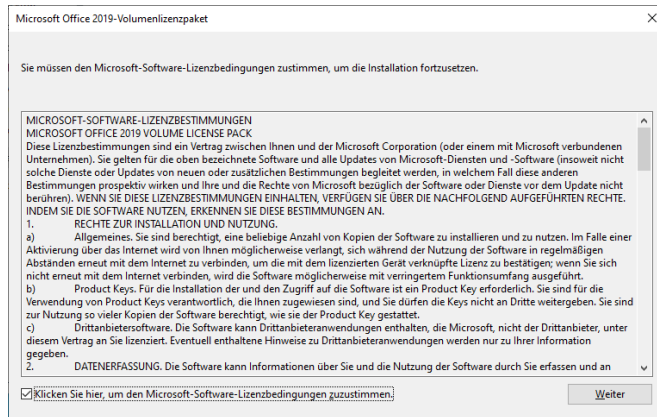 Microsoft Office 2019-Volumenlizenzpaket
Sie müssen den Microsoft-Software-Lizenzbedingungen zustimmen, um die Installation fortzusetzen.
MICROSOFT-SOFTWARE-LIZENZBESTIMMUNGEN
MICROSOFT OFFICE 2019 VOLUME LICENSE PACK
Diese Lizenzbestimmungen sind ein Vertrag zwischen Ihnen und der Microsoft Corporation (oder einem mit Microsoft verbundenen
Unternehmen). Sie gelten für die oben bezeichnete Software und alle Updates von Microsoft-Diensten und -Software (insoweit nicht
solche Dienste oder Updates von neuen oder zusätzlichen Bestimmungen begleitet werden, in welchem Fall diese anderen
Bestimmungen prospektiv wirken und Ihre und die Rechte von Microsoft bezüglich der Software oder Dienste vor dem Update nicht
berühren). WENN SIE DIESE LIZENZBESTIMMUNGEN EINHALTEN, VERFÜGEN SIE ÜBER DIE NACHFOLGEND AUFGEFÜHRTEN RECHTE.
INDEM SIE DIE SOFTWARE NUTZEN, ERKENNEN SIE DIESE BESTIMMUNGEN AN.
1. RECHTE ZUR INSTALLATION UND NUTZUNG.
a) Allgemeines. Sie sind berechtigt, eine beliebige Anzahl von Kopien der Software zu installieren und zu nutzen. Im Falle einer
Aktivierung über das Internet wird von Ihnen möglicherweise verlangt, sich während der Nutzung der Software in regelmäßigen
Abständen erneut mit dem Internet zu verbinden, um die mit dem lizenzierten Gerät verknüpfte Lizenz zu bestätigen; wenn Sie sich
nicht erneut mit dem Internet verbinden, wird die Software möglicherweise mit verringertem Funktionsumfang ausgeführt.
b) Product Keys. Für die Installation der und den Zugriff auf die Software ist ein Product Key erforderlich. Sie sind für die
Verwendung von Product Keys verantwortlich, die Ihnen zugewiesen sind, und Sie dürfen die Keys nicht an Dritte weitergeben. Sie sind
zur Nutzung so vieler Kopien der Software berechtigt, wie sie der Product Key gestattet.
c) Drittanbietersoftware. Die Software kann Drittanbieteranwendungen enthalten, die Microsoft, nicht der Drittanbieter, unter
diesem Vertrag an Sie lizenziert. Eventuell enthaltene Hinweise zu Drittanbieteranwendungen werden nur zu Ihrer Information
gegeben.
2. DATENERFASSUNG. Die Software kann Informationen über Sie und die Nutzung der Software durch Sie erfassen und an
Klicken Sie hier, um den Microsoft-Software-Lizenzbedingungen zuzustimmen.
Weiter